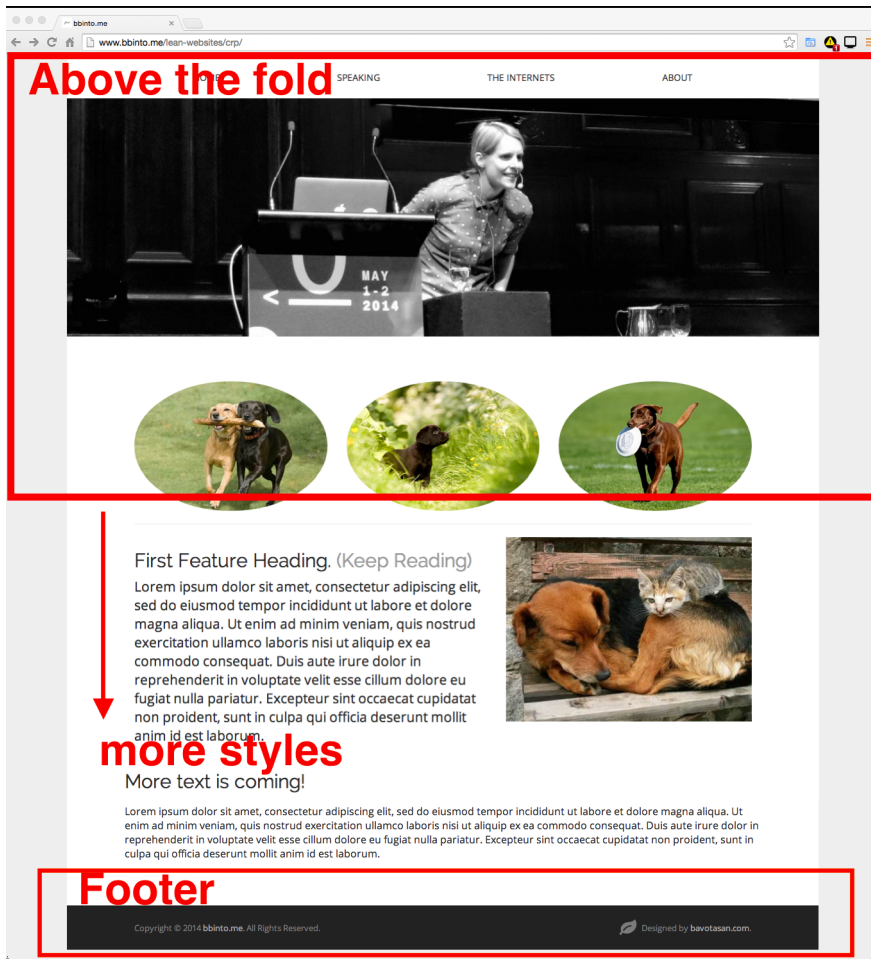 bbinto.me
www.bbinto.me/lean-websites/crp/
Above the fold
HOME SPEAKING THE INTERNETS ABOUT
MAY
1-2
2014
First Feature Heading. (Keep Reading)
Lorem ipsum dolor sit amet, consectetur adipiscing elit,
sed do eiusmod tempor incididunt ut labore et dolore
magna aliqua. Ut enim ad minim veniam, quis nostrud
exercitation ullamco laboris nisi ut aliquip ex ea
commodo consequat. Duis aute irure dolor in
reprehenderit in voluptate velit esse cillum dolore eu
fugiat nulla pariatur. Excepteur sint occaecat cupidatat
non proident, sunt in culpa qui officia deserunt mollit
anim id est laborum.
more styles
More text is coming!
Lorem ipsum dolor sit amet, consectetur adipiscing elit, sed do eiusmod tempor incididunt ut labore et dolore magna aliqua. Ut
enim ad minim veniam, quis nostrud exercitation ullamco laboris nisi ut aliquip ex ea commodo consequat. Duis aute irure dolor in
reprehenderit in voluptate velit esse cillum dolore eu fugiat nulla pariatur. Excepteur sint occaecat cupidatat non proident, sunt in
culpa qui officia deserunt mollit anim id est laborum.
Footer
Copyright © 2014 bbinto.me. All Rights Reserved.
Designed by bavotasan.com.